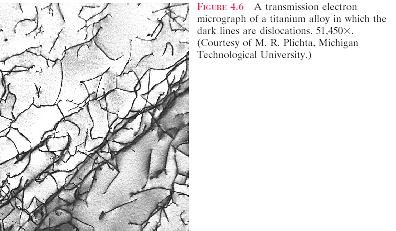 FIGURE 4.6 A transmission electron
micrograph of a titanium alloy in which the
dark lines are dislocations. 51,450×.
(Courtesy of M. R. Plichta, Michigan
Technological University.)